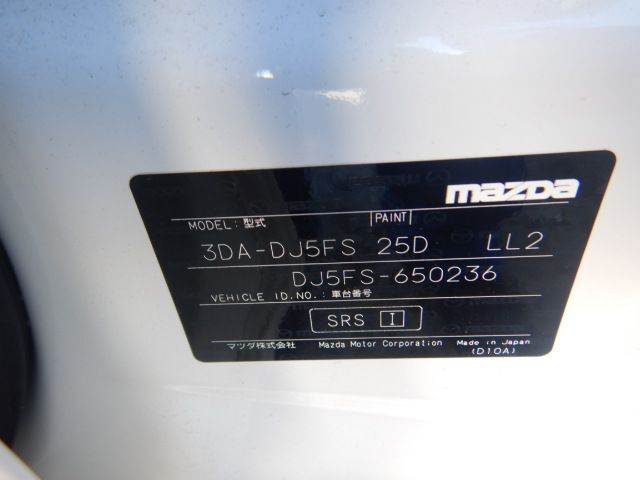 mazda
MODEL: 型式 PAINT
3DA-DJ5FS 25D LL2
DJ5FS-650236
VEHICLE ID.NO.: 車台番号
SRS I
マツダ株式会社 Mazda Motor Corporation Made in Japan
(D10A)